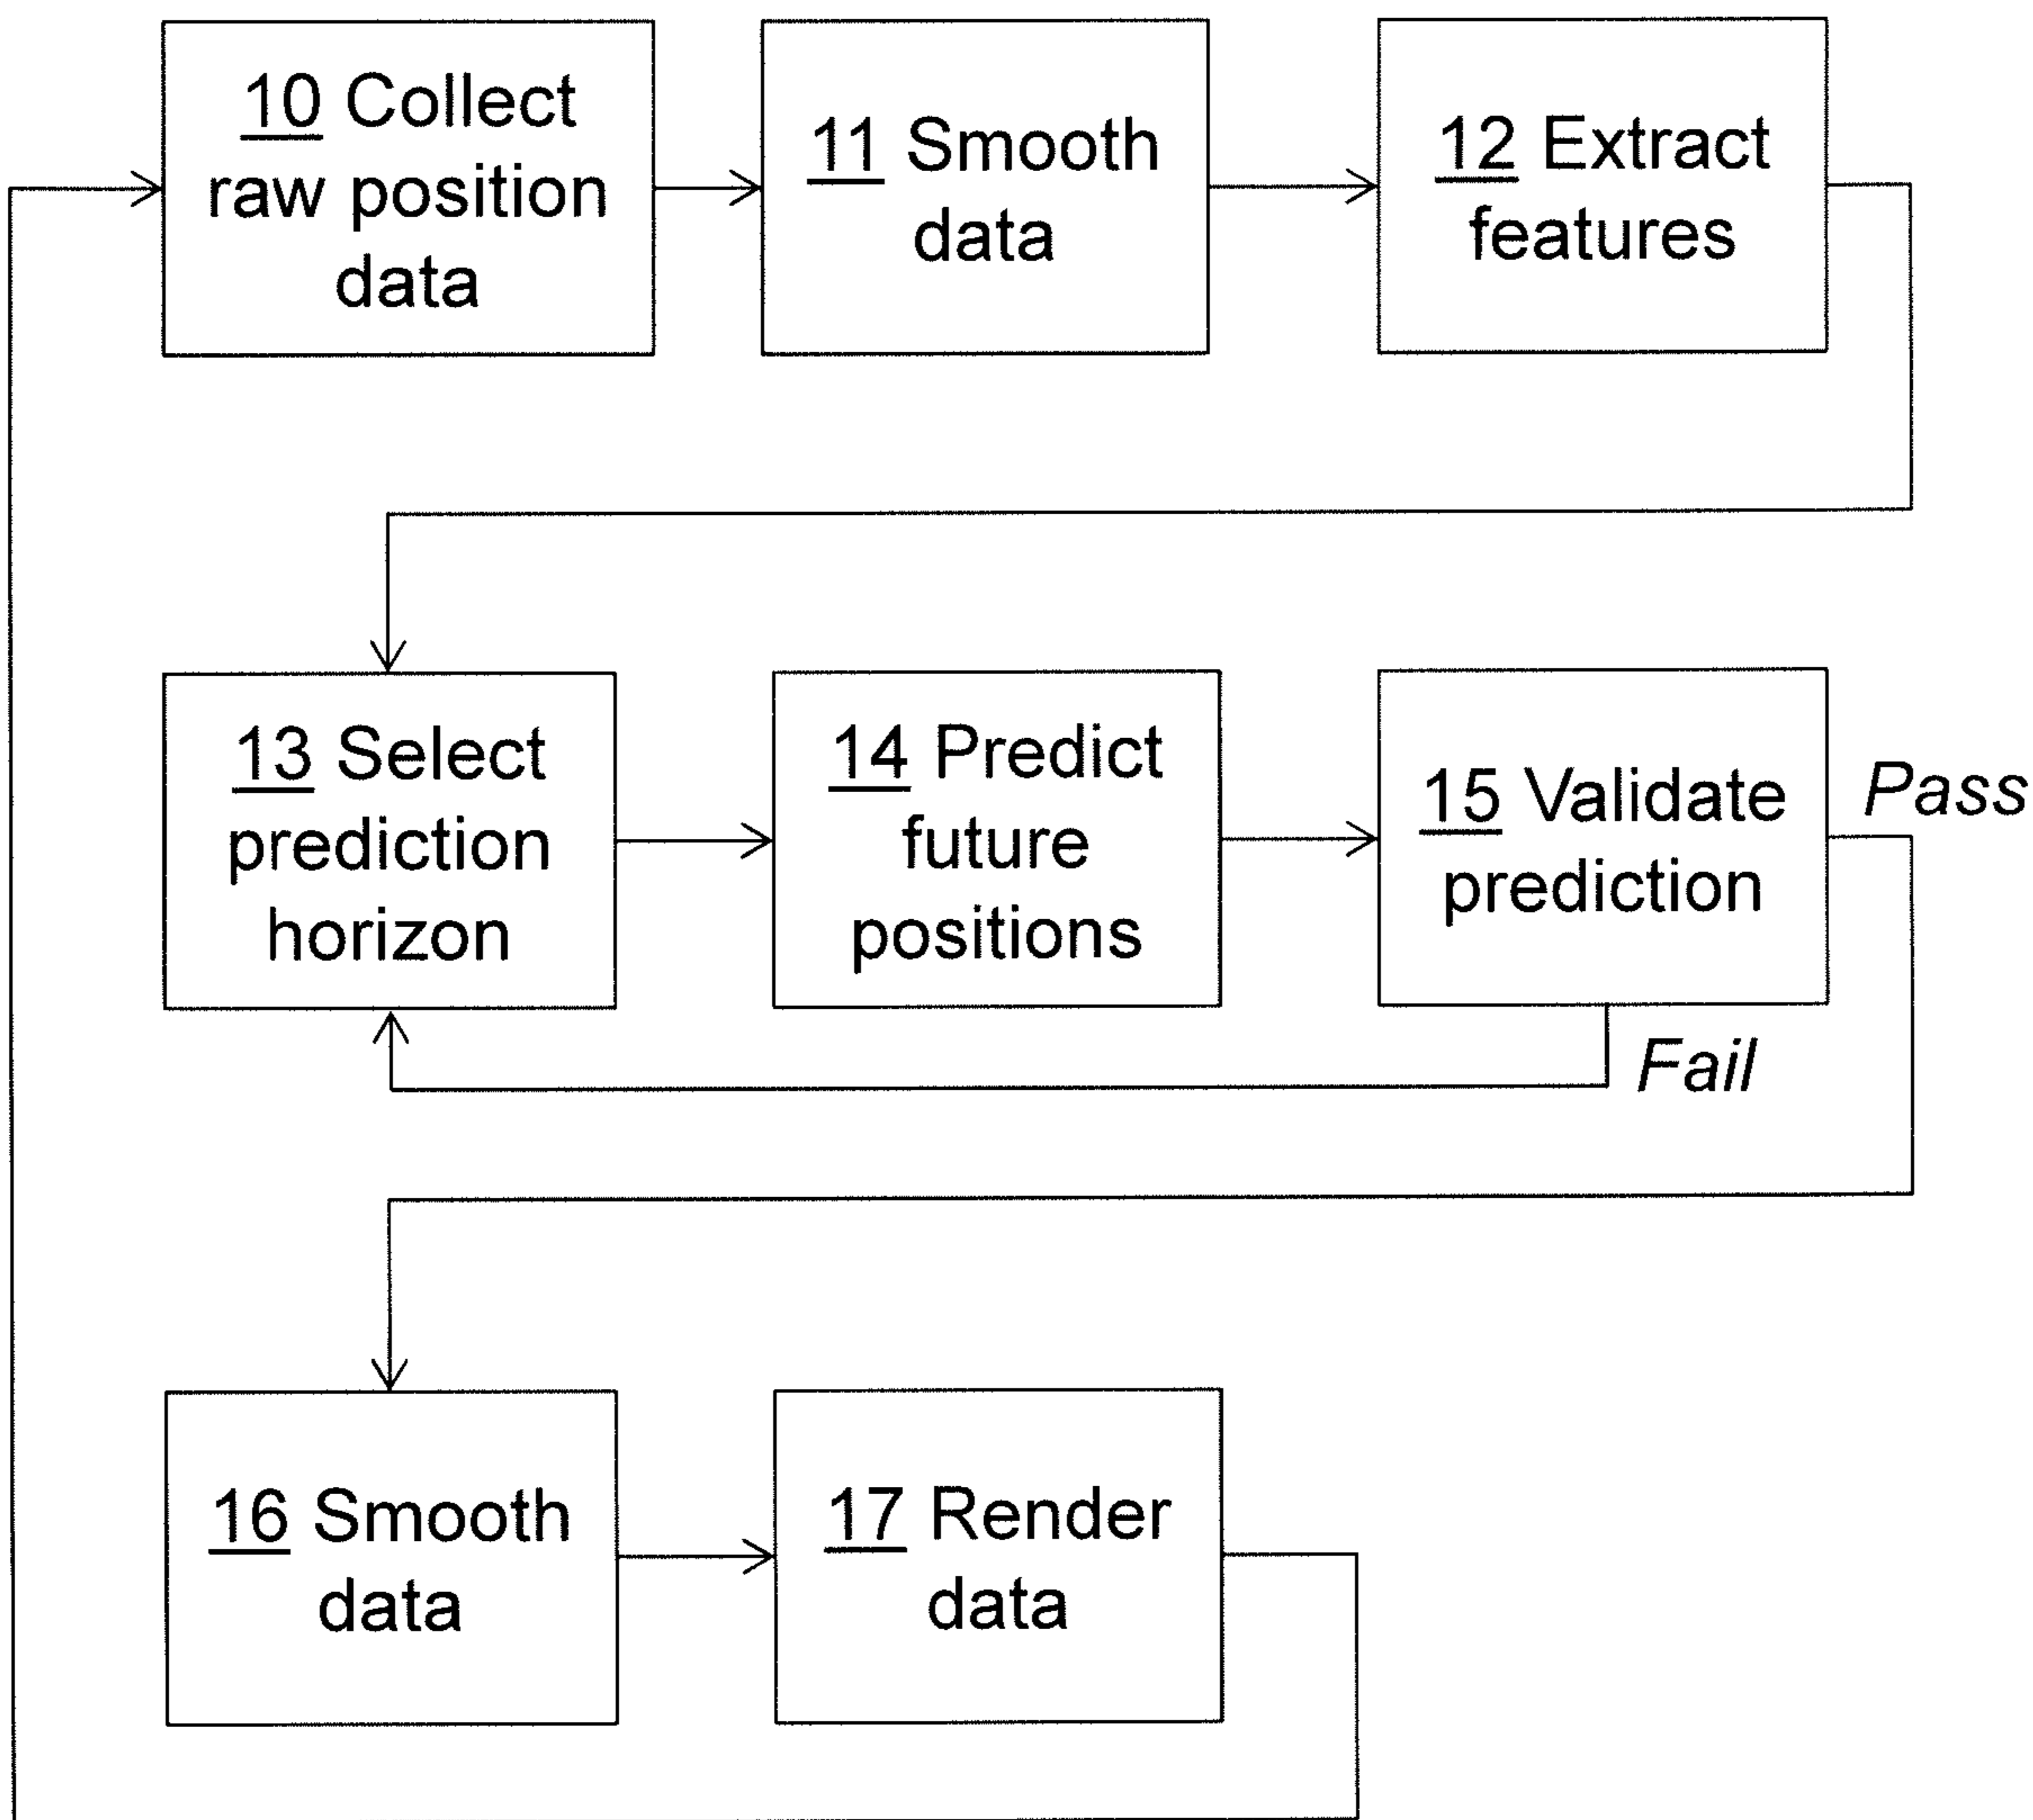 10 Collect
raw position
data
11 Smooth
data
12 Extract
features
13 Select
prediction
horizon
14 Predict
future
positions
15 Validate
prediction
Pass
Fail
16 Smooth
data
17 Render
data